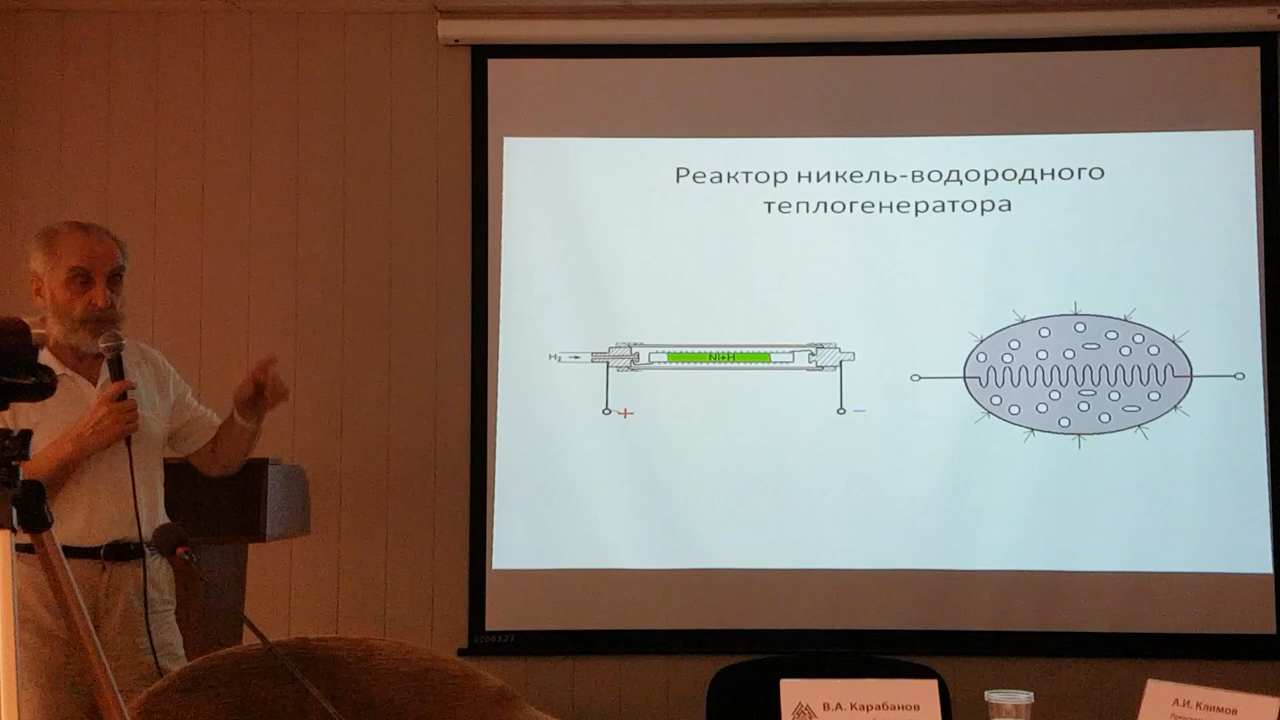 Реактор никель-водородного
теплогенератора
H₂
Ni+H
+
−
В.А. Карабанов
А.И. Климов